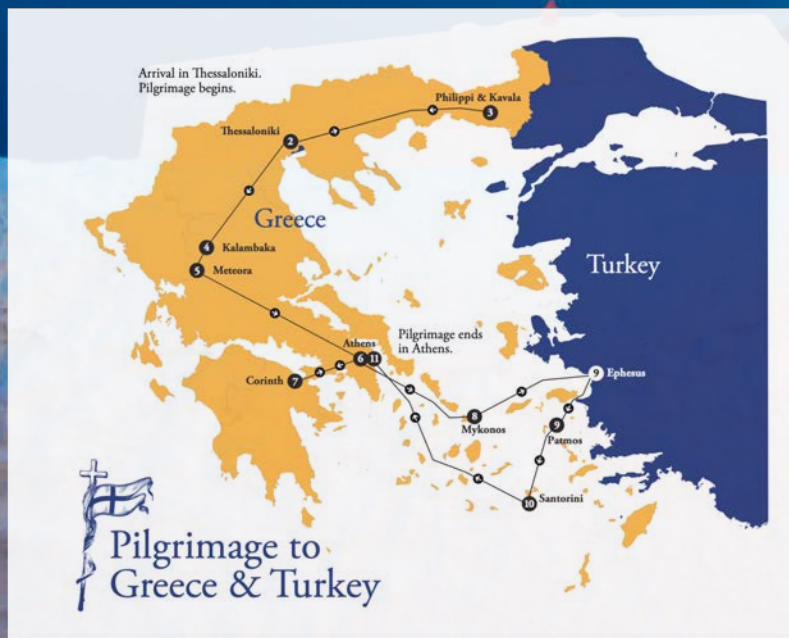 Arrival in Thessaloniki.
Pilgrimage begins.
Philippi & Kavala
3
Thessaloniki
2
Greece
4
Kalambaka
5
Meteora
Turkey
Pilgrimage ends
in Athens.
Athens
6
11
Corinth
7
9
Ephesus
8
Mykonos
9
Patmos
10
Santorini
Pilgrimage to
Greece & Turkey